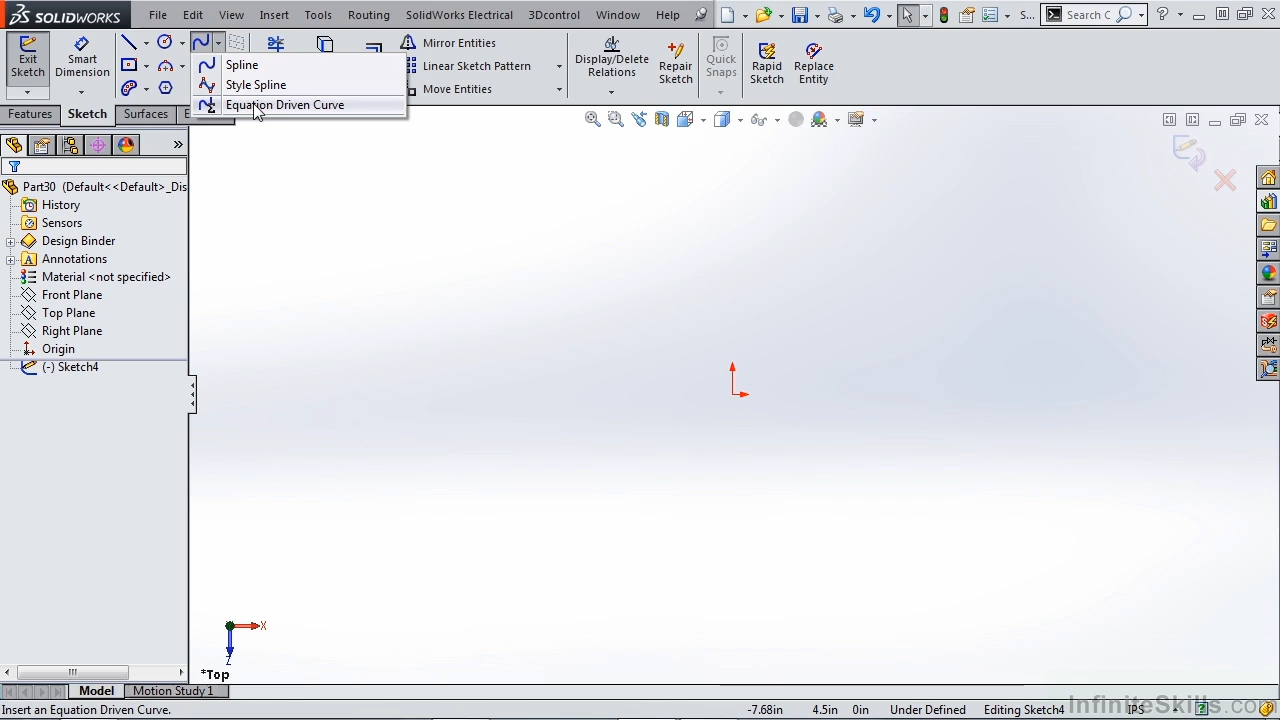 SOLIDWORKS File Edit View Insert Tools Routing SolidWorks Electrical 3Dcontrol Window Help S... Search C
Exit Sketch
Smart Dimension
Spline
Style Spline
Equation Driven Curve
Mirror Entities
Linear Sketch Pattern
Move Entities
Display/Delete Relations
Repair Sketch
Quick Snaps
Rapid Sketch
Replace Entity
Features Sketch Surfaces E
Part30 (Default<<Default>_Dis
History
Sensors
Design Binder
Annotations
Material <not specified>
Front Plane
Top Plane
Right Plane
Origin
(-) Sketch4
X
Z
*Top
Model Motion Study 1
Insert an Equation Driven Curve. -7.68in 4.5in 0in Under Defined Editing Sketch4 IPS
InfiniteSkills.com